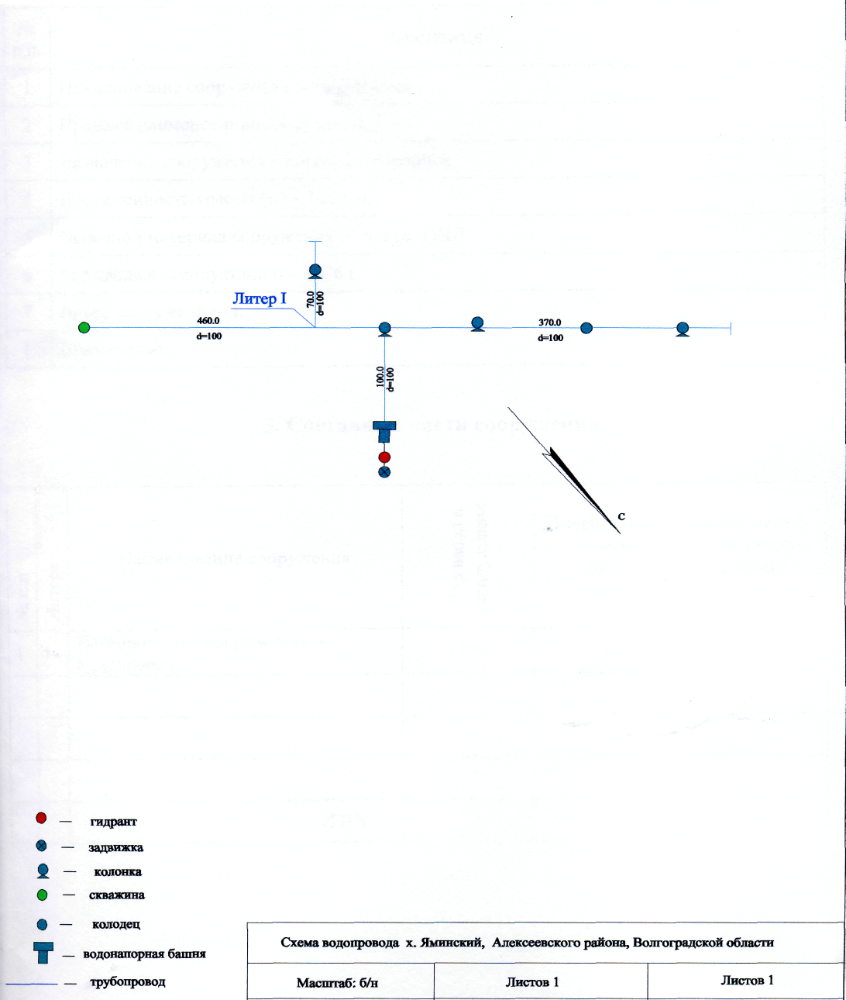 Литер I
70.0
d=100
460.0
d=100
370.0
d=100
100.0
d=100
С
гидрант
задвижка
колонка
скважина
колодец
водонапорная башня
трубопровод
Схема водопровода х. Яминский, Алексеевского района, Волгоградской области
Масштаб: б/н
Листов 1
Листов 1